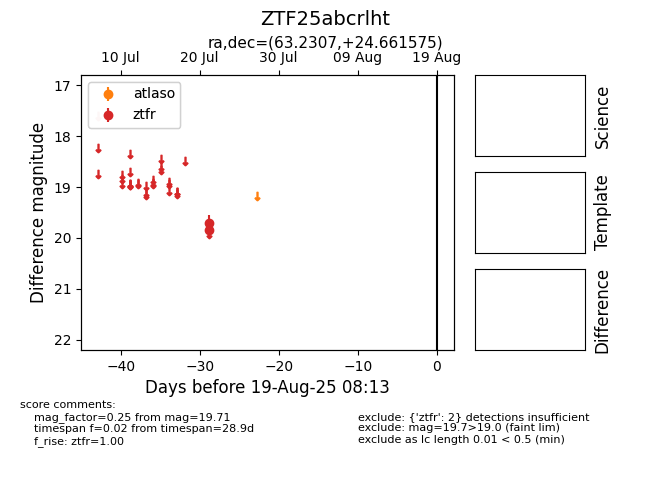 ZTF25abcrlht
ra,dec=(63.2307,+24.661575)
10 Jul 20 Jul 30 Jul 09 Aug 19 Aug
17
18
19
20
21
22
Difference magnitude
atlaso
ztfr
−40 −30 −20 −10 0
Days before 19-Aug-25 08:13
Science
Template
Difference
score comments:
mag_factor=0.25 from mag=19.71
timespan f=0.02 from timespan=28.9d
f_rise: ztfr=1.00
exclude: {'ztfr': 2} detections insufficient
exclude: mag=19.7>19.0 (faint lim)
exclude as lc length 0.01 < 0.5 (min)